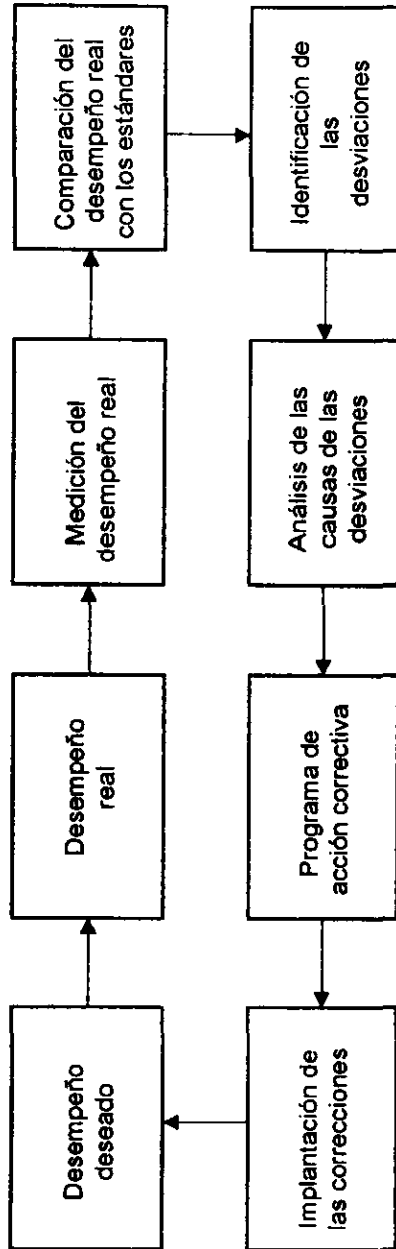 Desempeño
deseado
Desempeño
real
Medición del
desempeño real
Comparación del
desempeño real
con los estándares
Implantación de
las correcciones
Programa de
acción correctiva
Análisis de las
causas de las
desviaciones
Identificación de
las
desviaciones